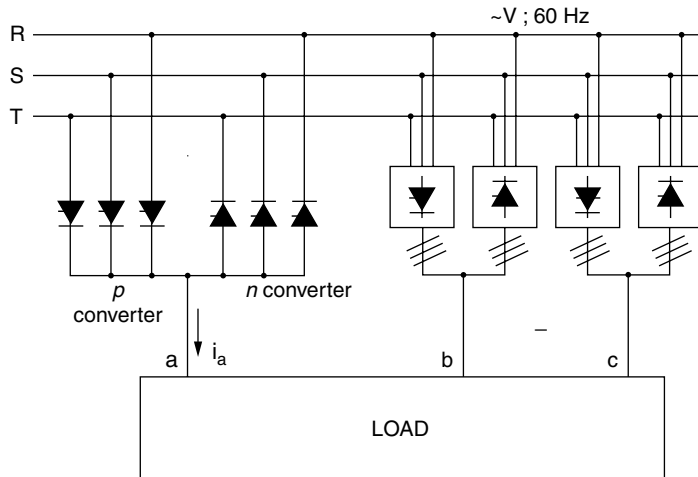 ~V ; 60 Hz
R
S
T
p
converter
n converter
i_a
a
b
–
c
LOAD